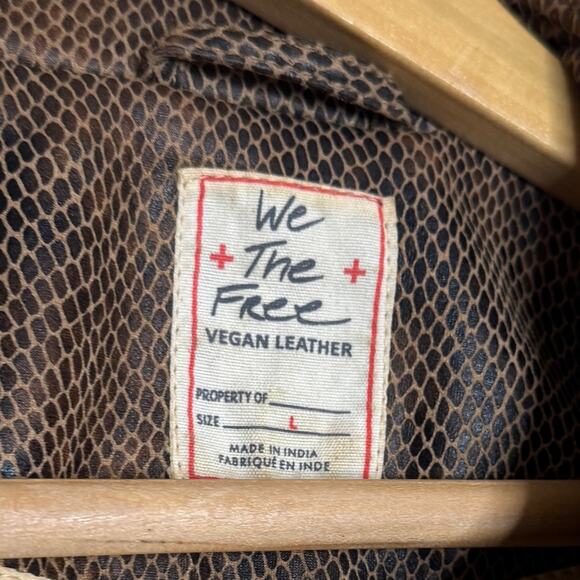 We
+ The +
Free
VEGAN LEATHER
PROPERTY OF
SIZE L
MADE IN INDIA
FABRIQUÉ EN INDE